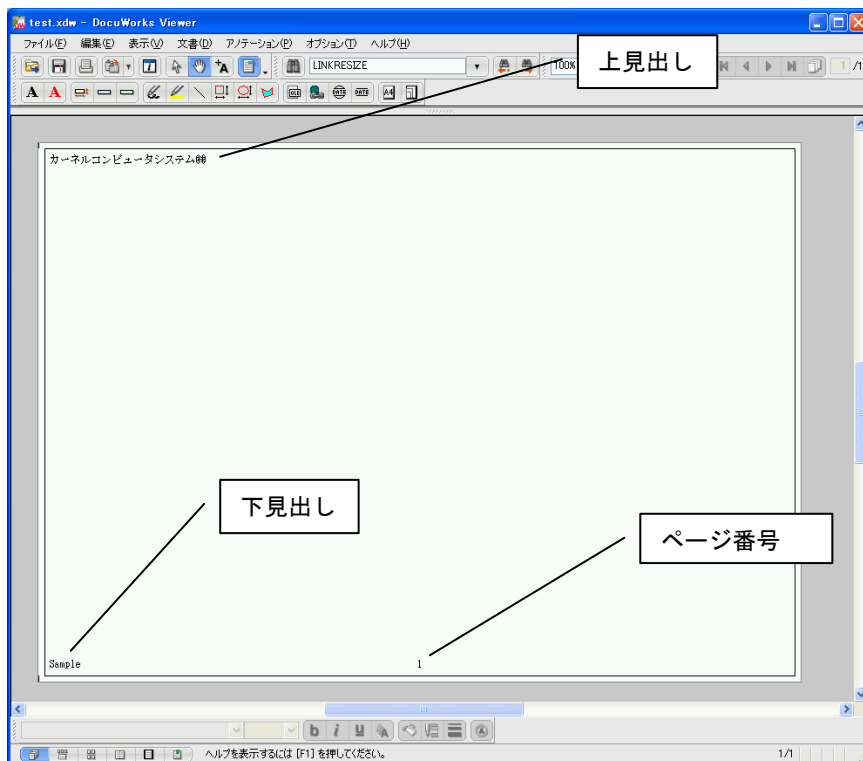 test.xdw - DocuWorks Viewer
ファイル(F) 編集(E) 表示(V) 文書(D) アノテーション(P) オプション(T) ヘルプ(H)
LINKRESIZE 100% 1 /1
上見出し
カーネルコンピュータシステム㈱
下見出し
ページ番号
Sample 1
ヘルプを表示するには [F1] を押してください。 1/1